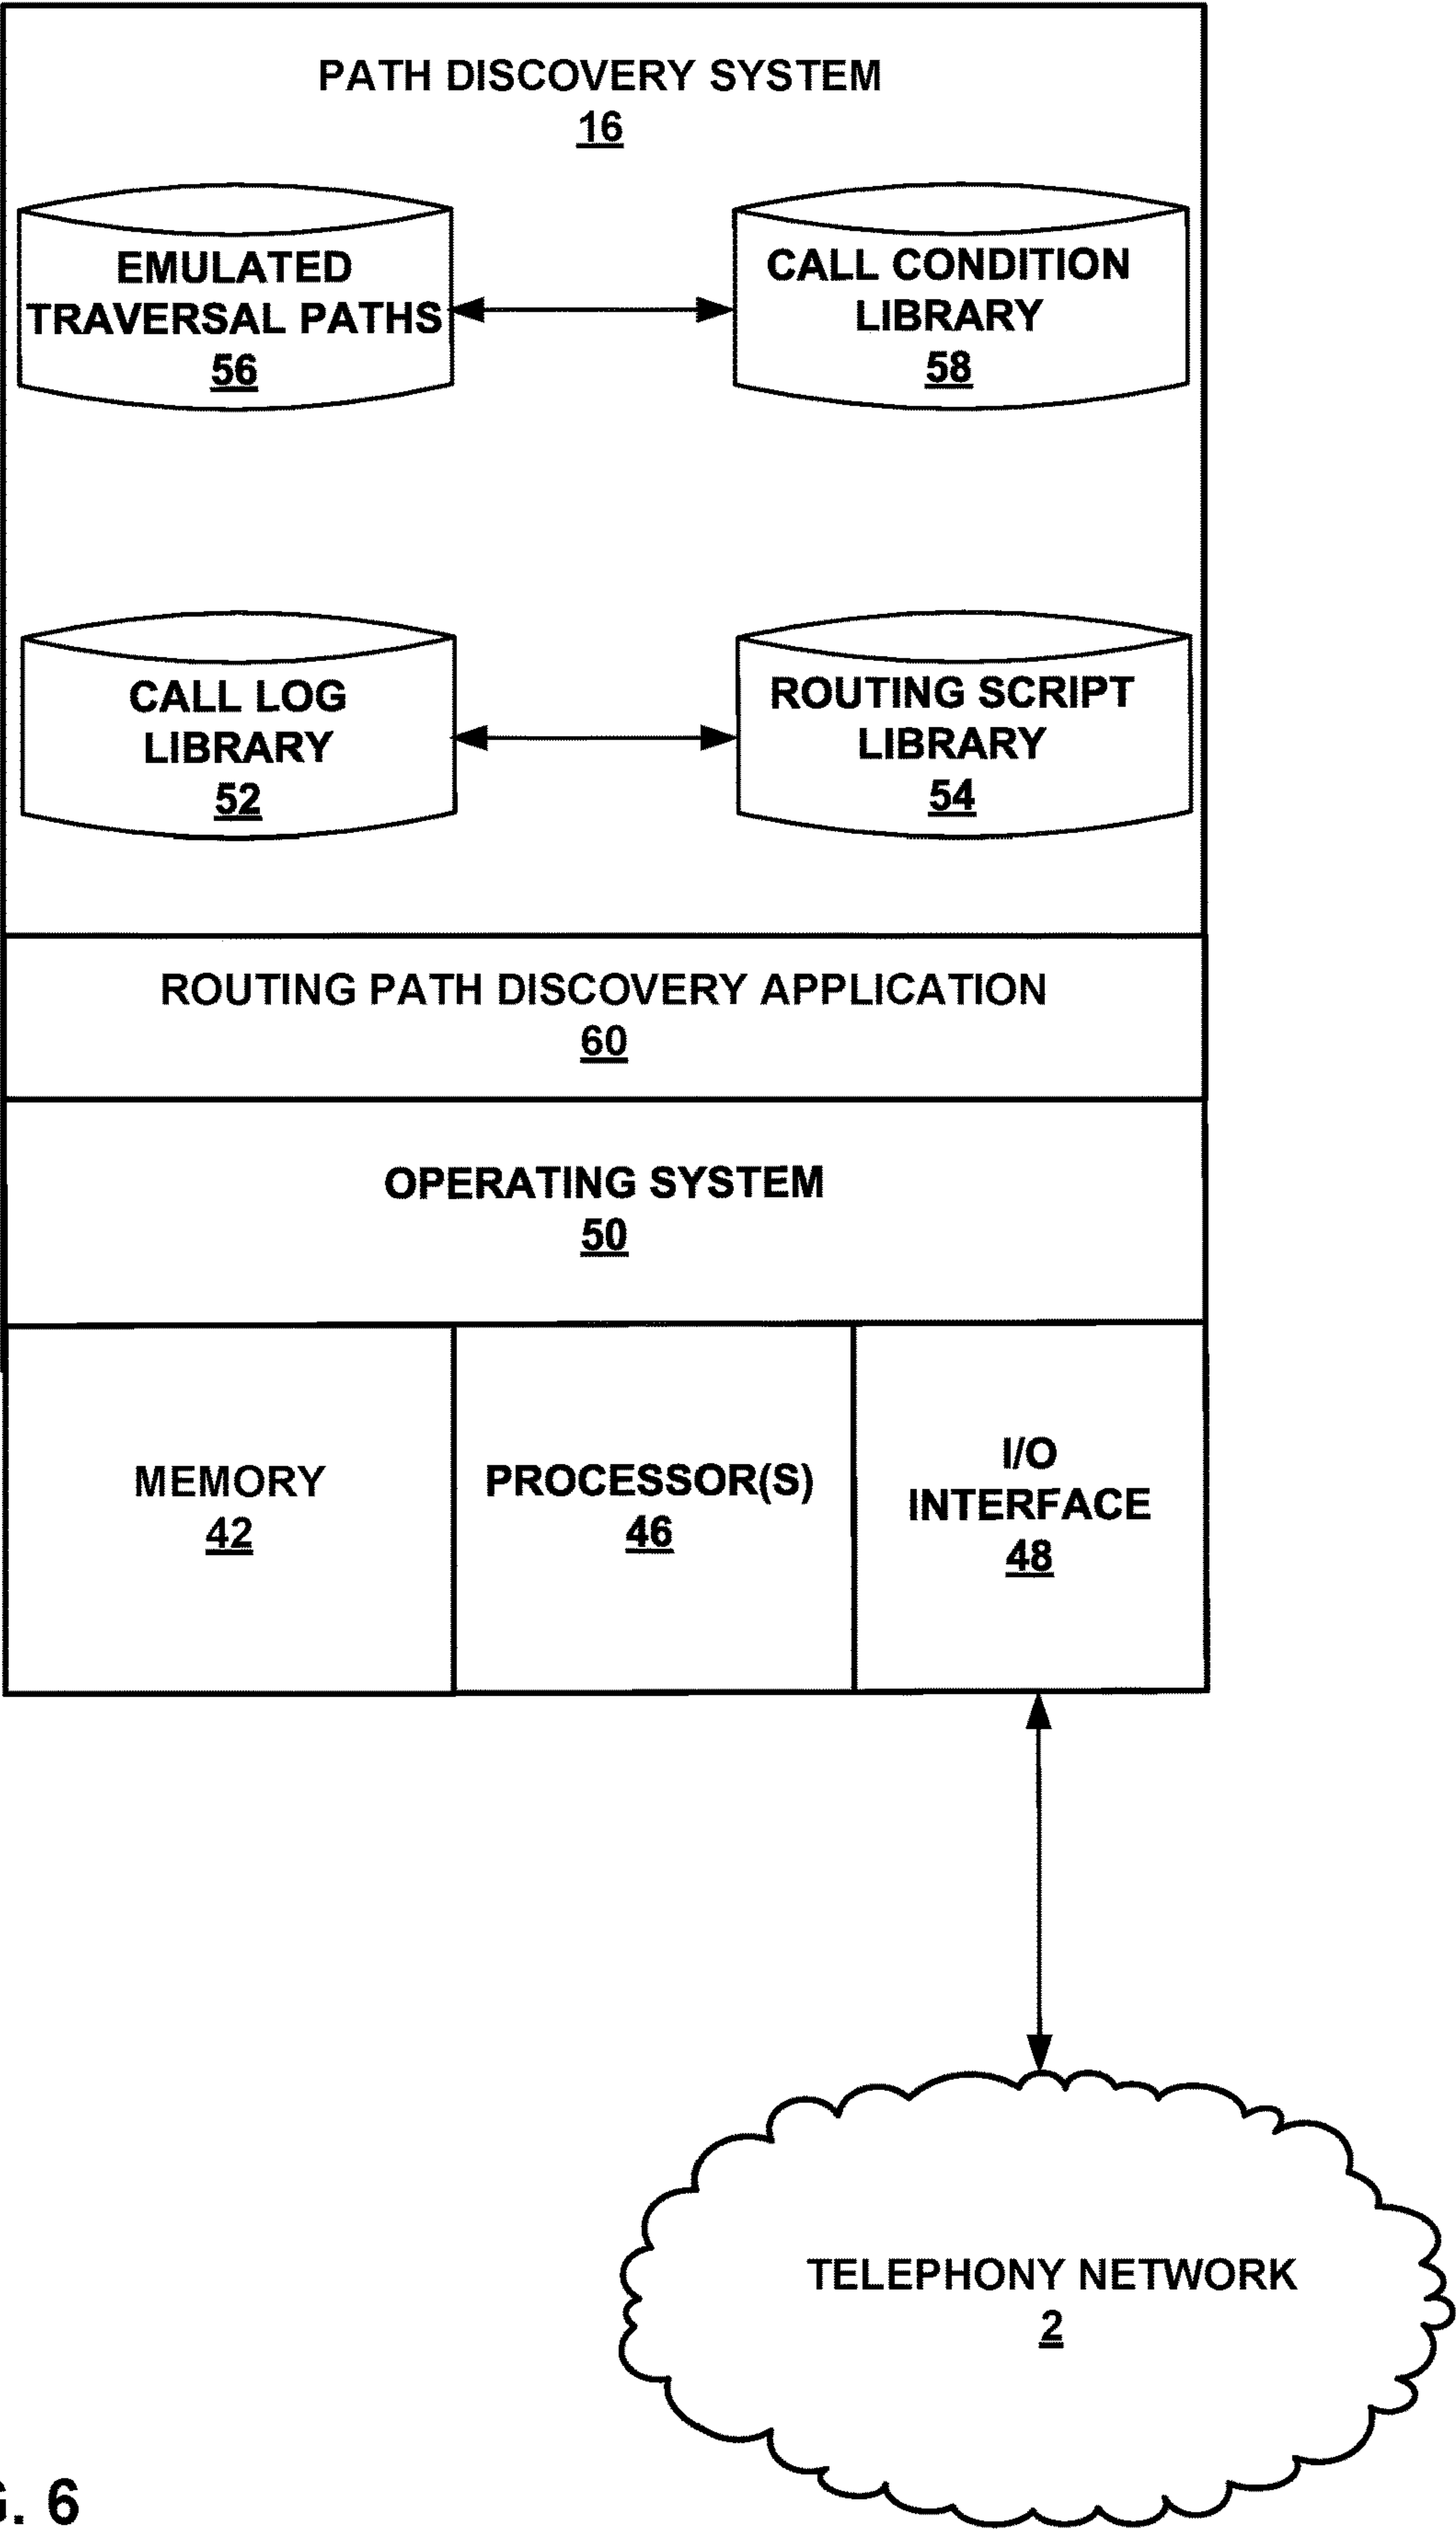 PATH DISCOVERY SYSTEM
16
EMULATED
TRAVERSAL PATHS
56
CALL CONDITION
LIBRARY
58
CALL LOG
LIBRARY
52
ROUTING SCRIPT
LIBRARY
54
ROUTING PATH DISCOVERY APPLICATION
60
OPERATING SYSTEM
50
MEMORY
42
PROCESSOR(S)
46
I/O
INTERFACE
48
TELEPHONY NETWORK
2
G. 6